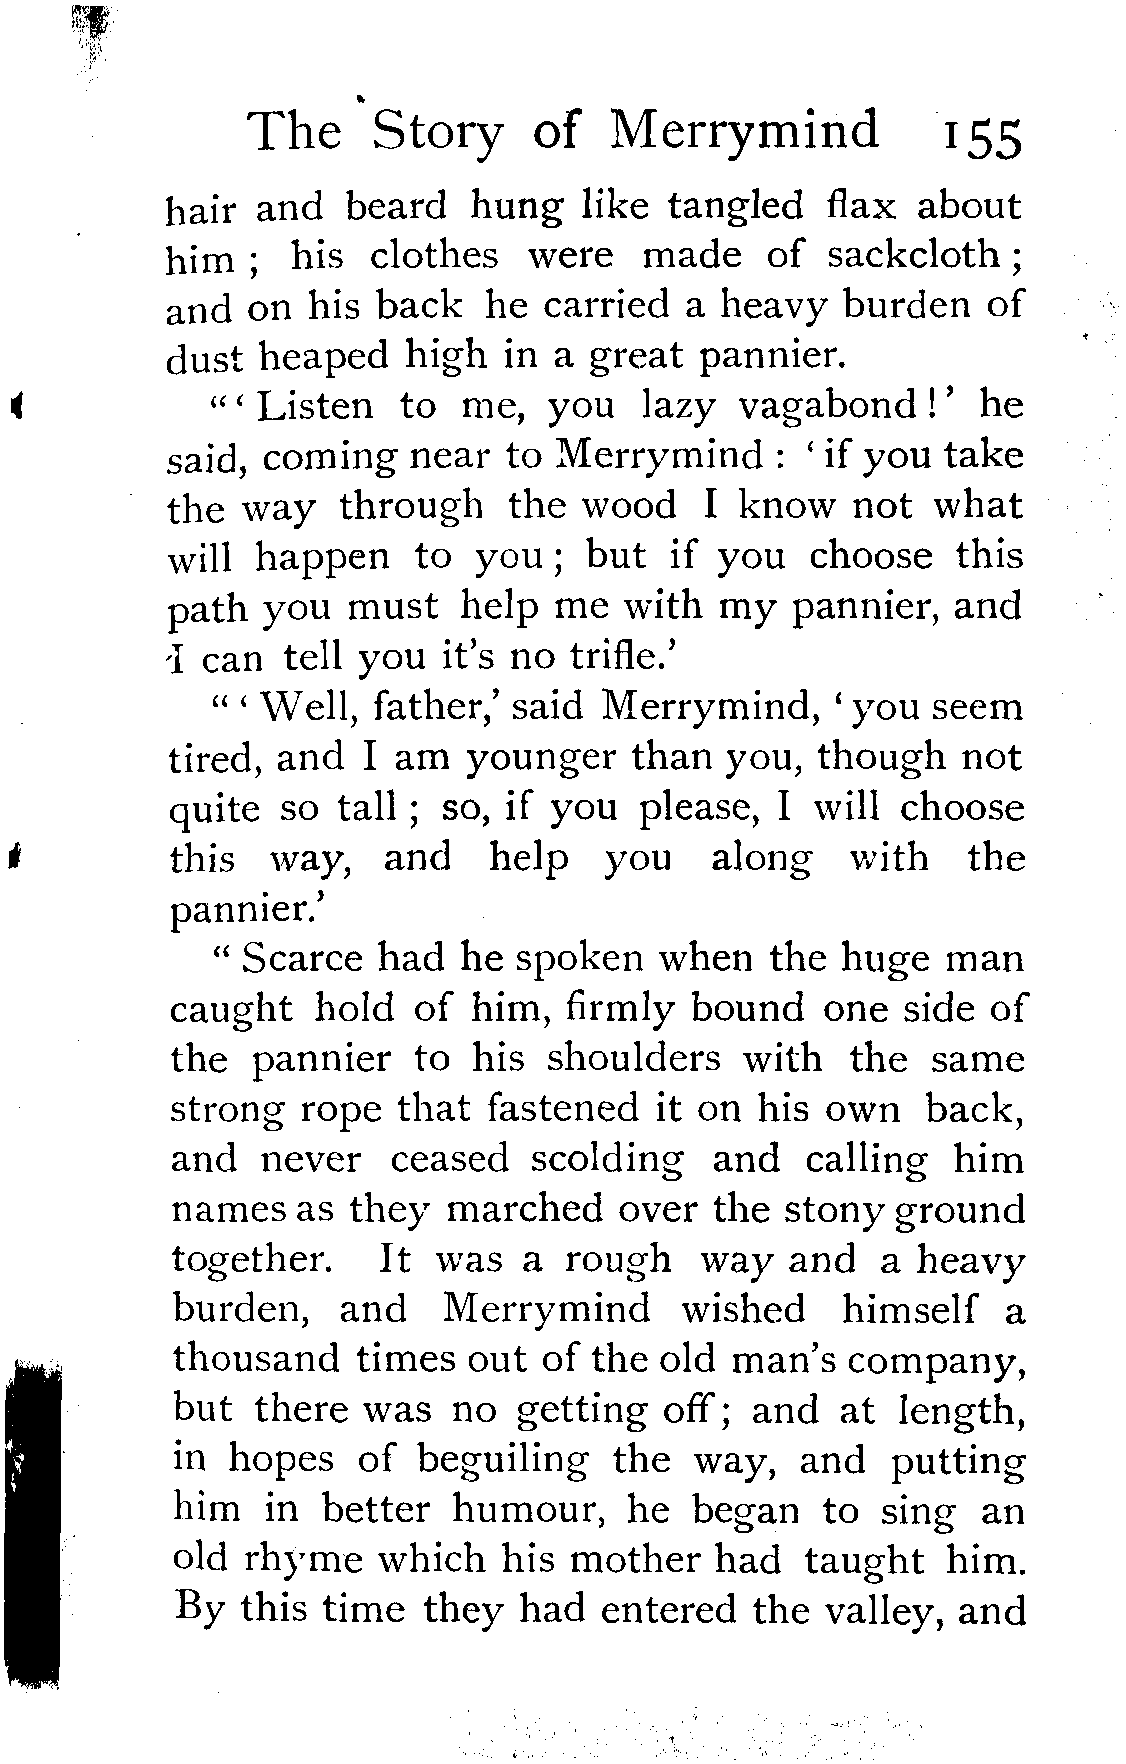 The Story of Merrymind 155
hair and beard hung like tangled flax about
him ; his clothes were made of sackcloth ;
and on his back he carried a heavy burden of
dust heaped high in a great pannier.
“ ‘ Listen to me, you lazy vagabond ! ’ he
said, coming near to Merrymind : ‘ if you take
the way through the wood I know not what
will happen to you ; but if you choose this
path you must help me with my pannier, and
I can tell you it’s no trifle.’
“ ‘ Well, father,’ said Merrymind, ‘ you seem
tired, and I am younger than you, though not
quite so tall ; so, if you please, I will choose
this way, and help you along with the
pannier.’
“ Scarce had he spoken when the huge man
caught hold of him, firmly bound one side of
the pannier to his shoulders with the same
strong rope that fastened it on his own back,
and never ceased scolding and calling him
names as they marched over the stony ground
together. It was a rough way and a heavy
burden, and Merrymind wished himself a
thousand times out of the old man’s company,
but there was no getting off ; and at length,
in hopes of beguiling the way, and putting
him in better humour, he began to sing an
old rhyme which his mother had taught him.
By this time they had entered the valley, and